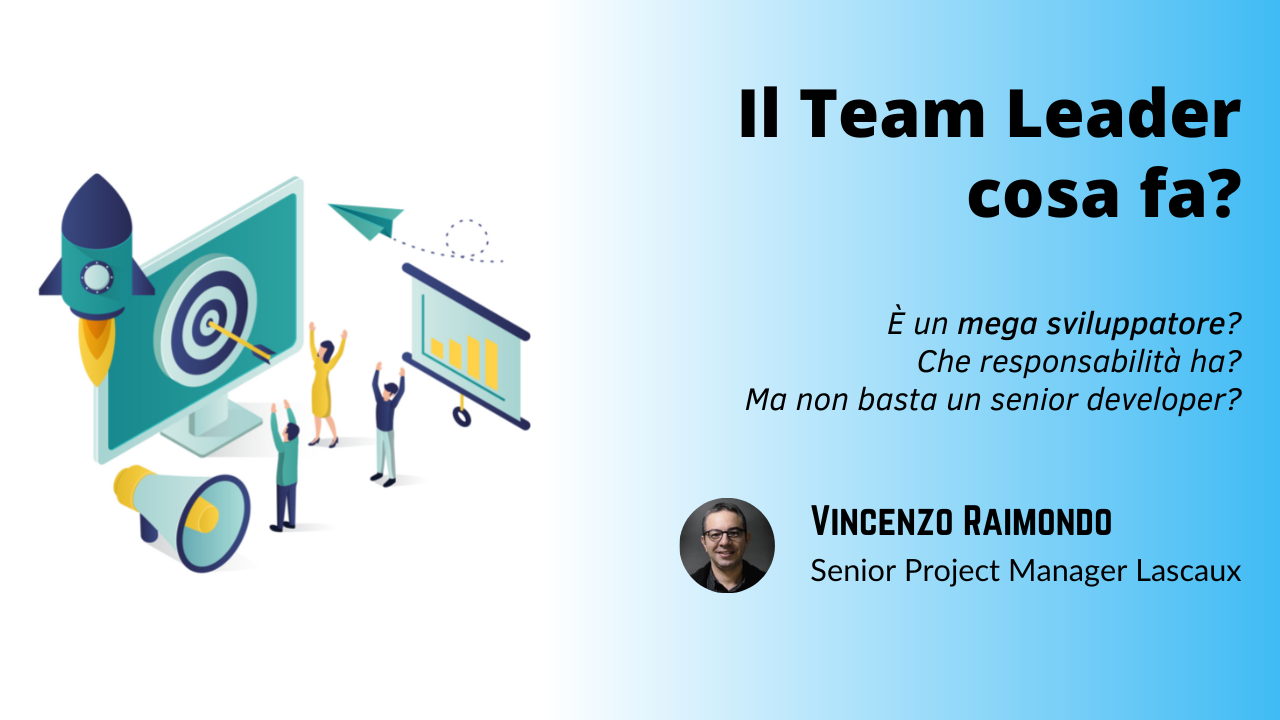 Il Team Leader
cosa fa?
È un mega sviluppatore?
Che responsabilità ha?
Ma non basta un senior developer?
Vincenzo Raimondo
Senior Project Manager Lascaux